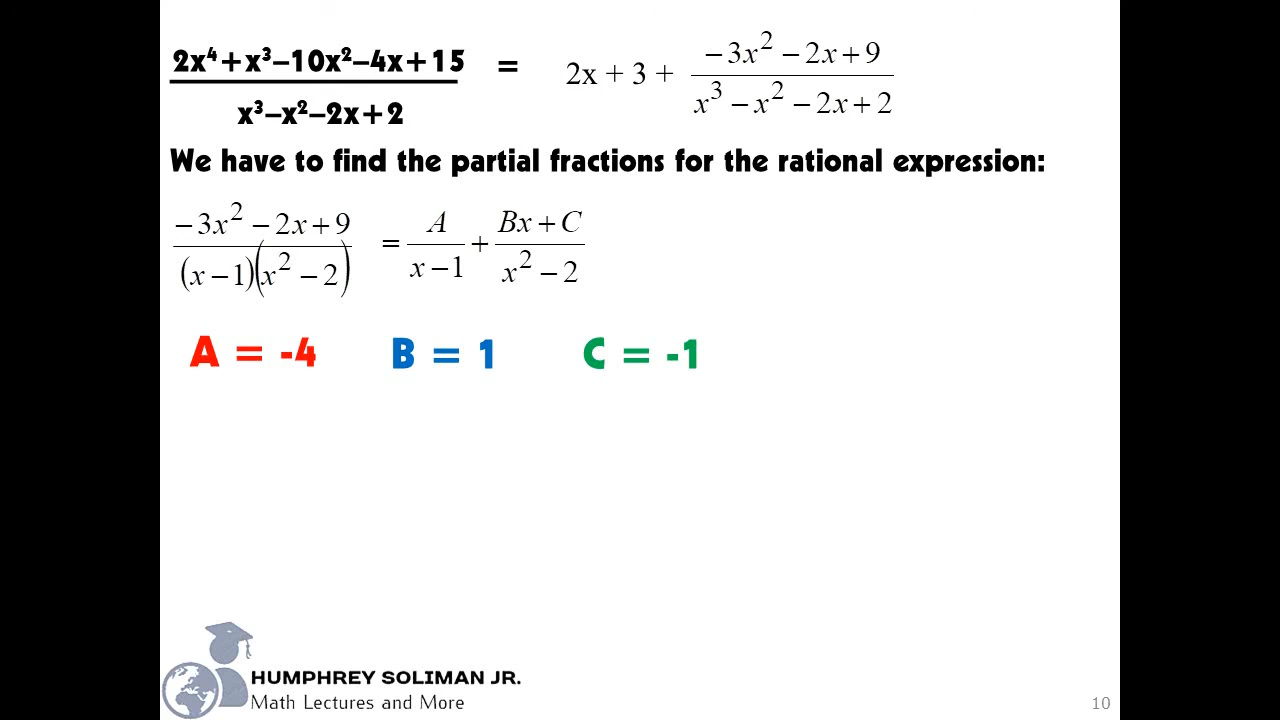 2x⁴+x³–10x²–4x+15 / x³–x²–2x+2 = 2x + 3 + −3x² − 2x + 9 / x³ − x² − 2x + 2
We have to find the partial fractions for the rational expression:
−3x² − 2x + 9 / (x − 1)(x² − 2) = A / x − 1 + Bx + C / x² − 2
A = -4 B = 1 C = -1
HUMPHREY SOLIMAN JR.
Math Lectures and More
10